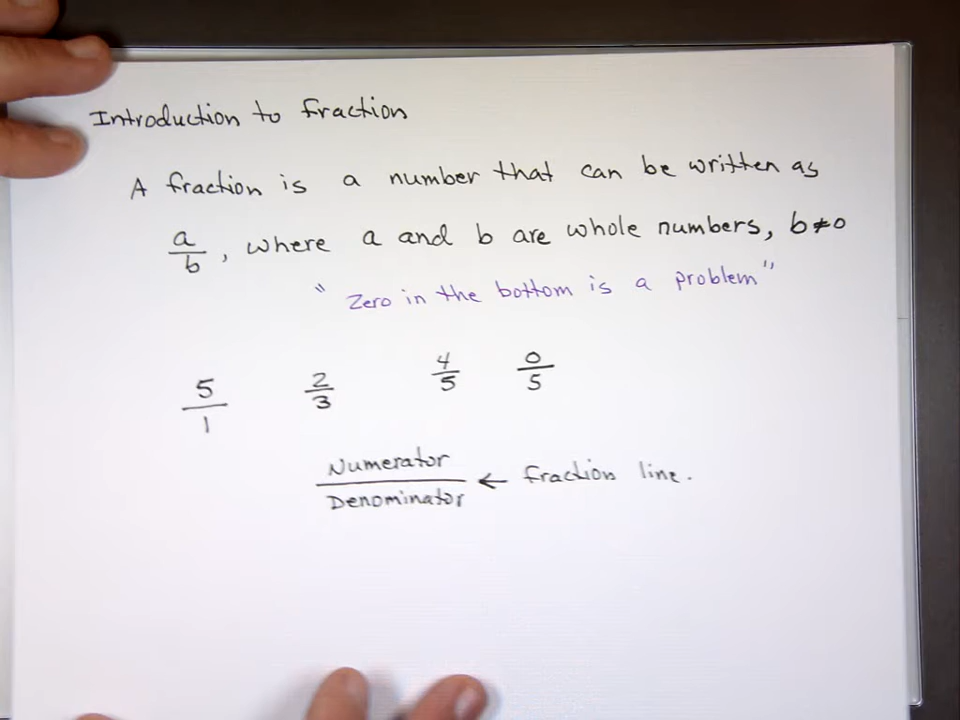 Introduction to fraction
A fraction is a number that can be written as
a/b, where a and b are whole numbers, b≠0
"Zero in the bottom is a problem"
5/1 2/3 4/5 0/5
Numerator
Denominator ← fraction line.